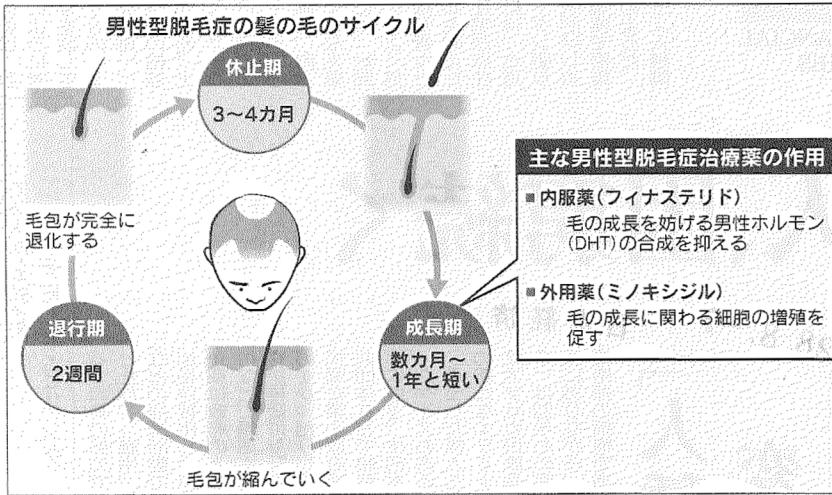 男性型脱毛症の髪の毛のサイクル
休止期
3〜4カ月
毛包が完全に
退化する
主な男性型脱毛症治療薬の作用
■内服薬(フィナステリド)
毛の成長を妨げる男性ホルモン
(DHT)の合成を抑える
■外用薬(ミノキシジル)
毛の成長に関わる細胞の増殖を
促す
退行期
2週間
成長期
数カ月〜
1年と短い
毛包が縮んでいく